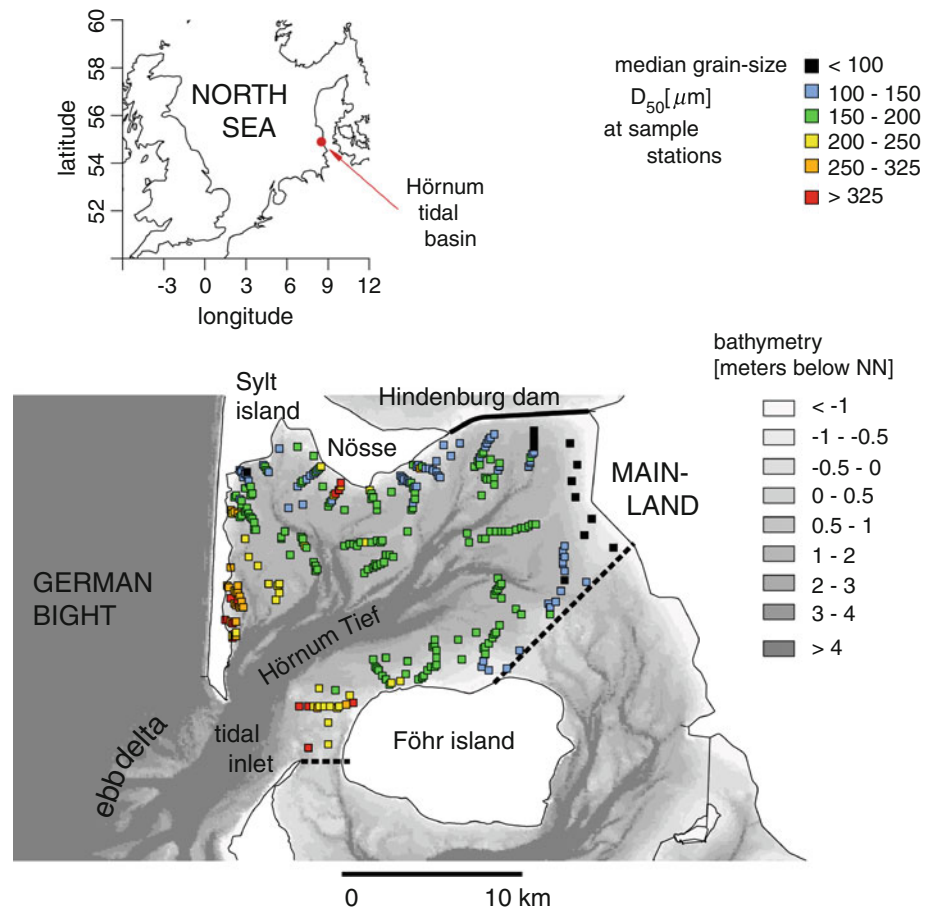 60
58
56
54
52
latitude
NORTH
SEA
-3 0 3 6 9 12
longitude
Hörnum
tidal
basin
median grain-size
D50[μm]
at sample
stations
< 100
100 - 150
150 - 200
200 - 250
250 - 325
> 325
bathymetry
[meters below NN]
< -1
-1 - -0.5
-0.5 - 0
0 - 0.5
0.5 - 1
1 - 2
2 - 3
3 - 4
> 4
Sylt
island
Hindenburg dam
Nösse
MAIN-
LAND
GERMAN
BIGHT
Hörnum Tief
ebb delta
tidal
inlet
Föhr island
0 10 km